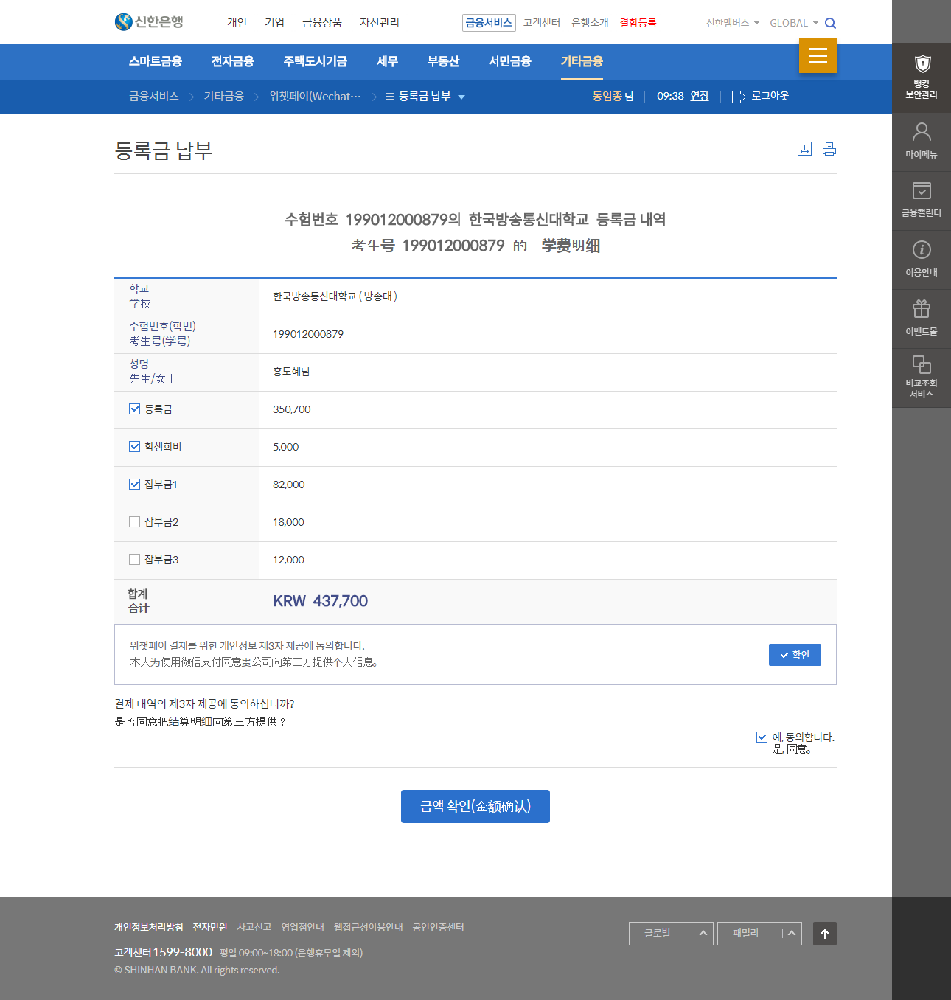 신한은행
개인 기업 금융상품 자산관리
금융서비스 고객센터 은행소개 결함등록
신한멤버스 GLOBAL
스마트금융 전자금융 주택도시기금 세무 부동산 서민금융 기타금융
금융서비스 기타금융 위챗페이(Wechat··· 등록금 납부
동임종 님 09:38 연장 로그아웃
뱅킹
보안관리
마이메뉴
금융캘린더
이용안내
이벤트몰
비교조회
서비스
등록금 납부
수험번호 199012000879의 한국방송통신대학교 등록금 내역
考生号 199012000879 的 学费明细
学교
学校
한국방송통신대학교 ( 방송대 )
수험번호(학번)
考生号(学号)
199012000879
성명
先生/女士
홍도혜님
등록금 350,700
학생회비 5,000
잡부금1 82,000
잡부금2 18,000
잡부금3 12,000
합계
合计
KRW 437,700
위챗페이 결제를 위한 개인정보 제3자 제공에 동의합니다.
本人为使用微信支付同意贵公司向第三方提供个人信息。
확인
결제 내역의 제3자 제공에 동의하십니까?
是否同意把结算明细向第三方提供 ?
예, 동의합니다.
是, 同意。
금액 확인(金额确认)
개인정보처리방침 전자민원 사고신고 영업점안내 웹접근성이용안내 공인인증센터
글로벌 패밀리
고객센터 1599-8000 평일 09:00~18:00 (은행휴무일 제외)
© SHINHAN BANK. All rights reserved.